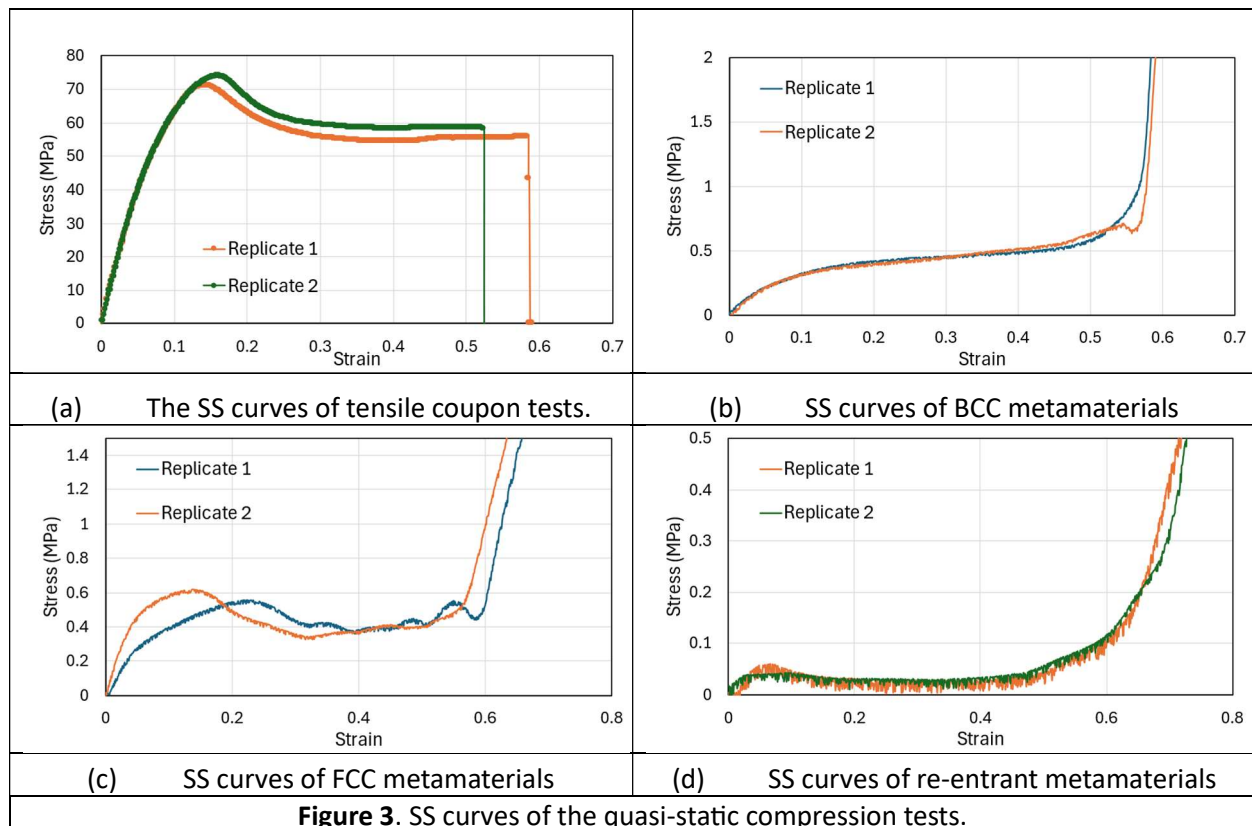 80
70
60
50
40
30
20
10
0
Stress (MPa)
Replicate 1
Replicate 2
0 0.1 0.2 0.3 0.4 0.5 0.6 0.7
Strain
(a) The SS curves of tensile coupon tests.
2
1.5
1
0.5
0
Stress (MPa)
Replicate 1
Replicate 2
0 0.1 0.2 0.3 0.4 0.5 0.6 0.7
Strain
(b) SS curves of BCC metamaterials
1.4
1.2
1
0.8
0.6
0.4
0.2
0
Stress (MPa)
Replicate 1
Replicate 2
0 0.2 0.4 0.6 0.8
Strain
(c) SS curves of FCC metamaterials
0.5
0.4
0.3
0.2
0.1
0
Stress (MPa)
Replicate 1
Replicate 2
0 0.2 0.4 0.6 0.8
Strain
(d) SS curves of re-entrant metamaterials
Figure 3. SS curves of the quasi-static compression tests.